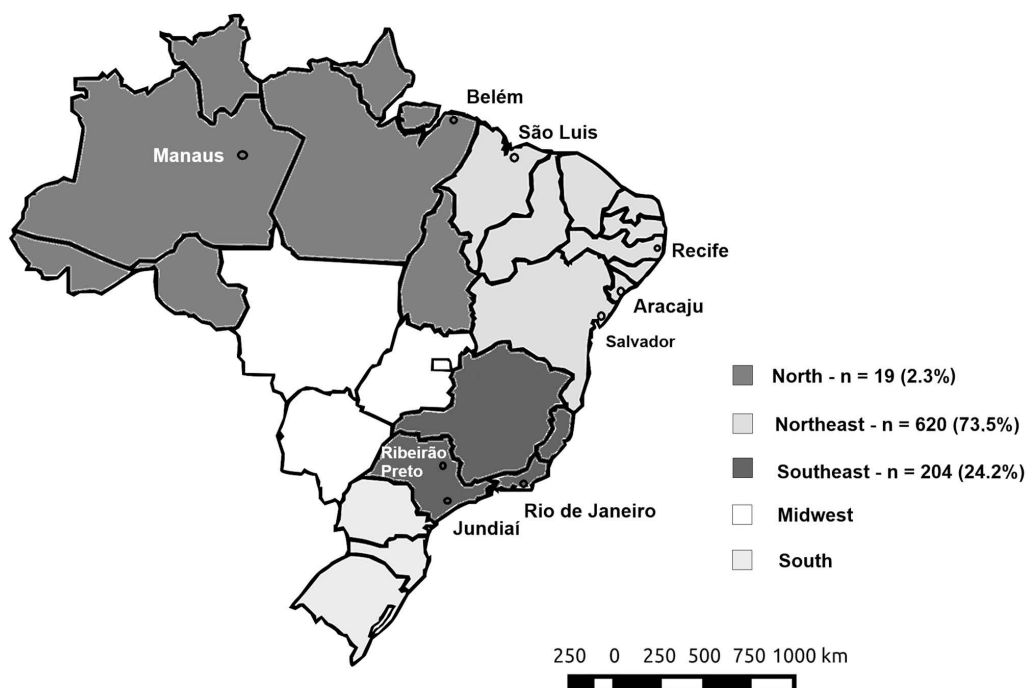 Belém
São Luis
Manaus
Recife
Aracaju
Salvador
North - n = 19 (2.3%)
Northeast - n = 620 (73.5%)
Ribeirão
Preto
Southeast - n = 204 (24.2%)
Rio de Janeiro
Midwest
Jundiaí
South
250 0 250 500 750 1000 km